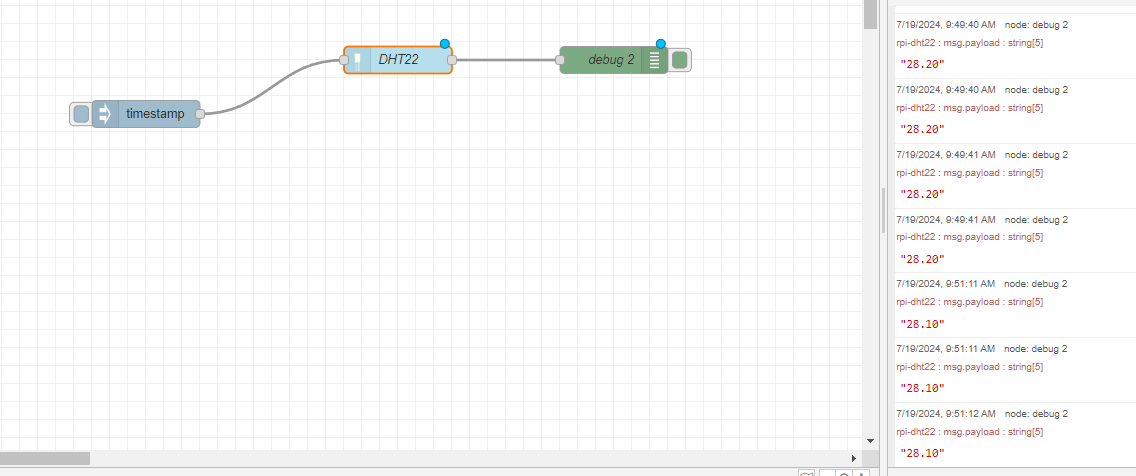 DHT22
debug 2
timestamp
7/19/2024, 9:49:40 AM node: debug 2
rpi-dht22 : msg.payload : string[5]
"28.20"
7/19/2024, 9:49:40 AM node: debug 2
rpi-dht22 : msg.payload : string[5]
"28.20"
7/19/2024, 9:49:41 AM node: debug 2
rpi-dht22 : msg.payload : string[5]
"28.20"
7/19/2024, 9:49:41 AM node: debug 2
rpi-dht22 : msg.payload : string[5]
"28.20"
7/19/2024, 9:51:11 AM node: debug 2
rpi-dht22 : msg.payload : string[5]
"28.10"
7/19/2024, 9:51:11 AM node: debug 2
rpi-dht22 : msg.payload : string[5]
"28.10"
7/19/2024, 9:51:12 AM node: debug 2
rpi-dht22 : msg.payload : string[5]
"28.10"